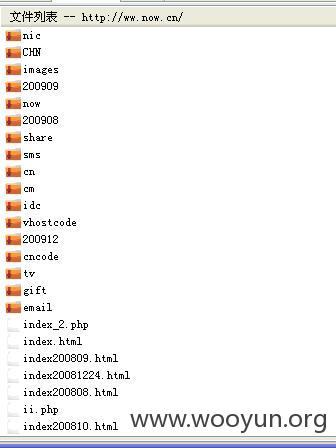 文件列表 -- http://ww.now.cn/
nic
CHN
images
200909
now
200908
share
sms
cn
cm
idc
vhostcode
200912
cncode
tv
gift
email
index_2.php
index.html
index200809.html
index20081224.html
index200808.html
ii.php
index200810.html
www.wooyun.org